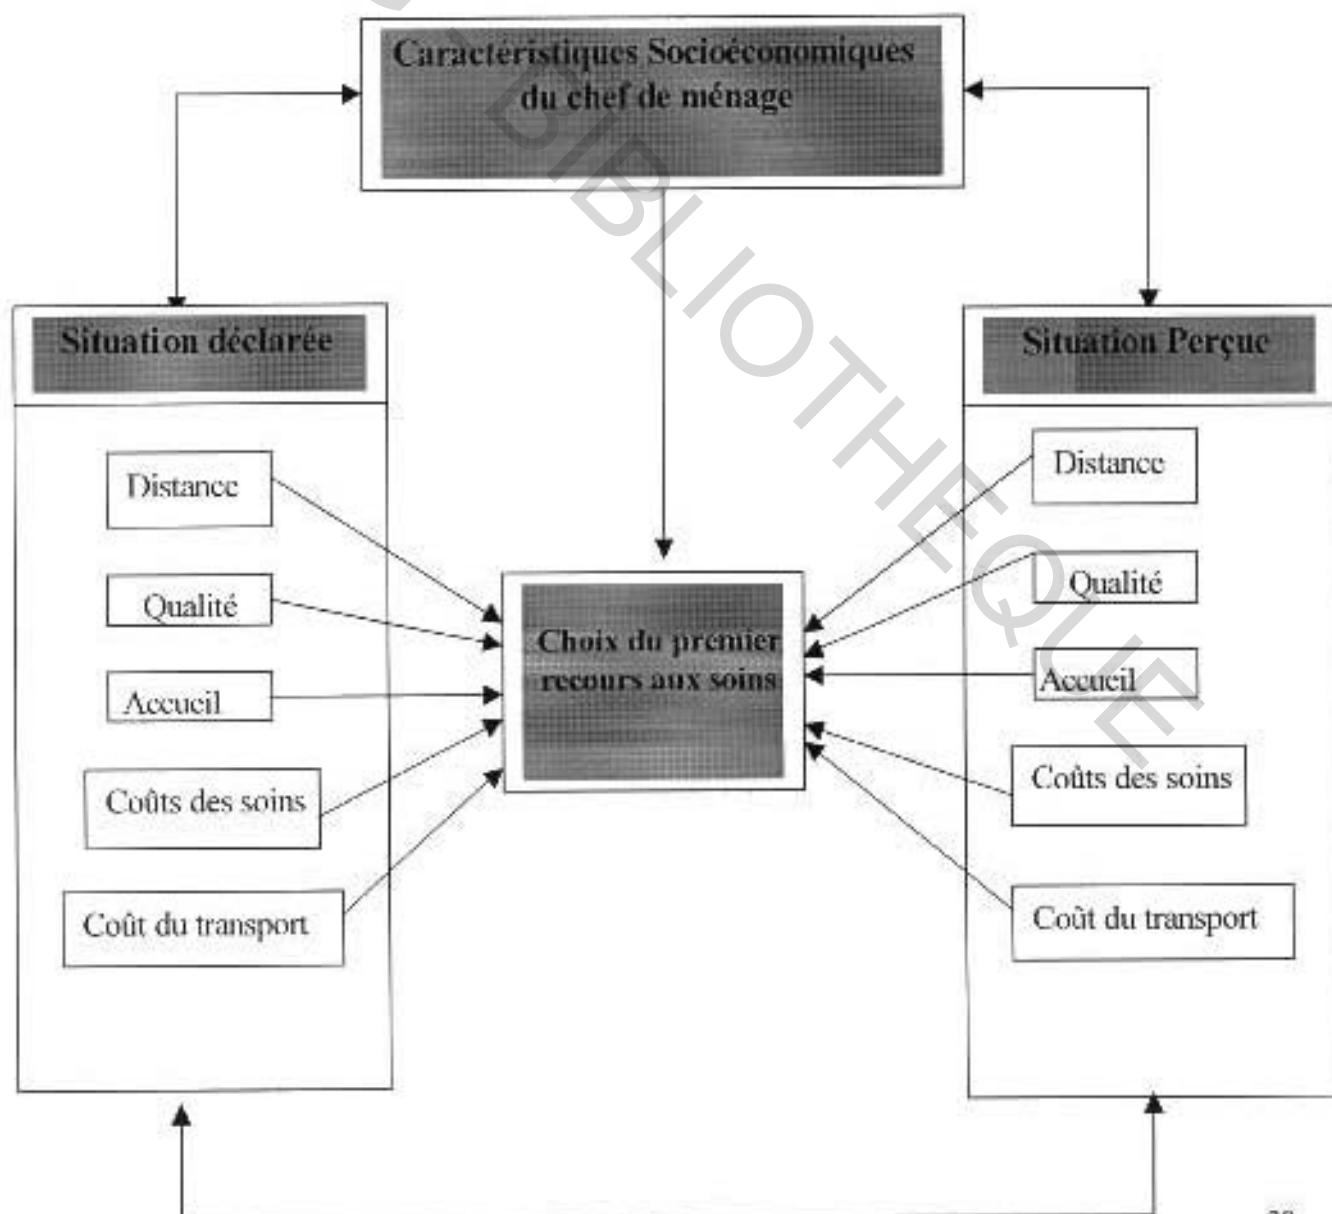 Caractéristiques Socioéconomiques
du chef de ménage
Situation déclarée
Distance
Qualité
Accueil
Coûts des soins
Coût du transport
Choix du premier
recours aux soins
Situation Perçue
Distance
Qualité
Accueil
Coûts des soins
Coût du transport
BIBLIOTHEQUE